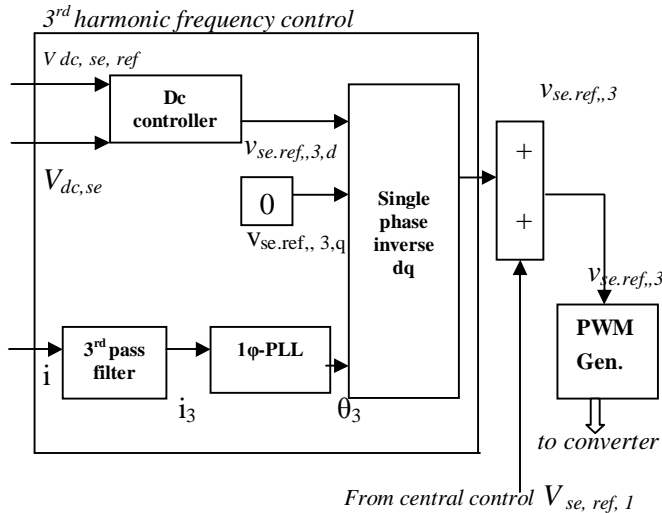 3rd harmonic frequency control
V dc, se, ref
Dc
controller
Vdc,se
vse.ref,,3,d
0
vse.ref,, 3,q
Single
phase
inverse
dq
vse.ref,,3
+
+
vse.ref,,3
PWM
Gen.
to converter
i
3rd pass
filter
i3
1φ-PLL
θ3
From central control Vse, ref, 1